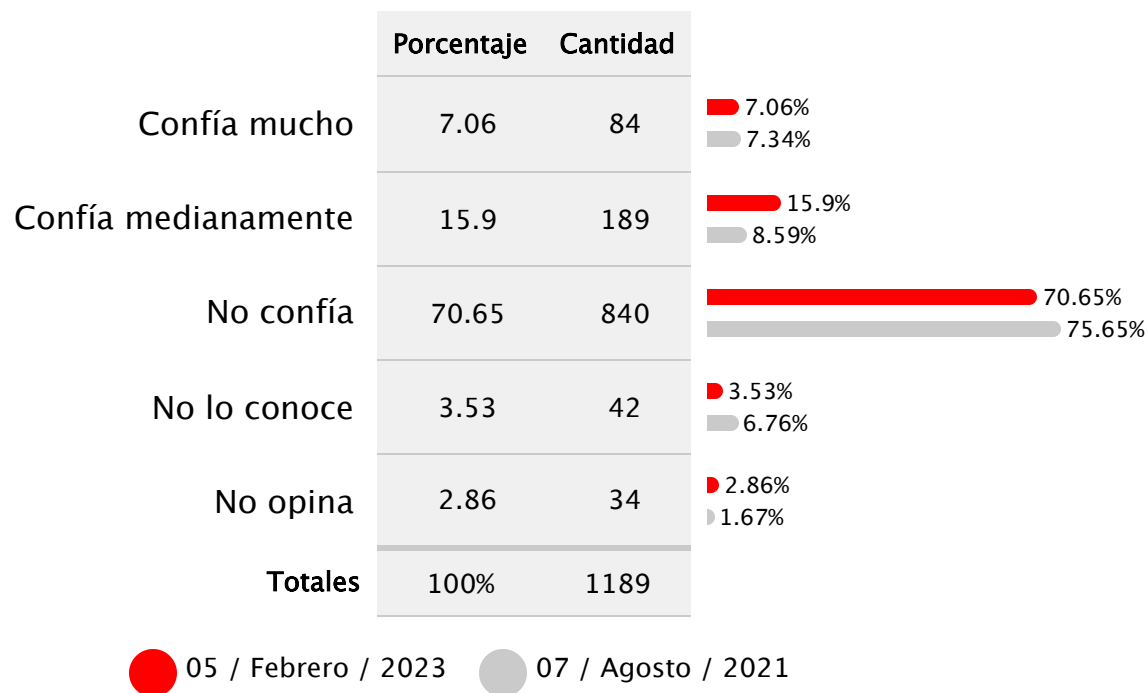 Porcentaje Cantidad
Confía mucho 7.06 84 7.06%
7.34%
Confía medianamente 15.9 189 15.9%
8.59%
No confía 70.65 840 70.65%
75.65%
No lo conoce 3.53 42 3.53%
6.76%
No opina 2.86 34 2.86%
1.67%
Totales 100% 1189
05 / Febrero / 2023 07 / Agosto / 2021